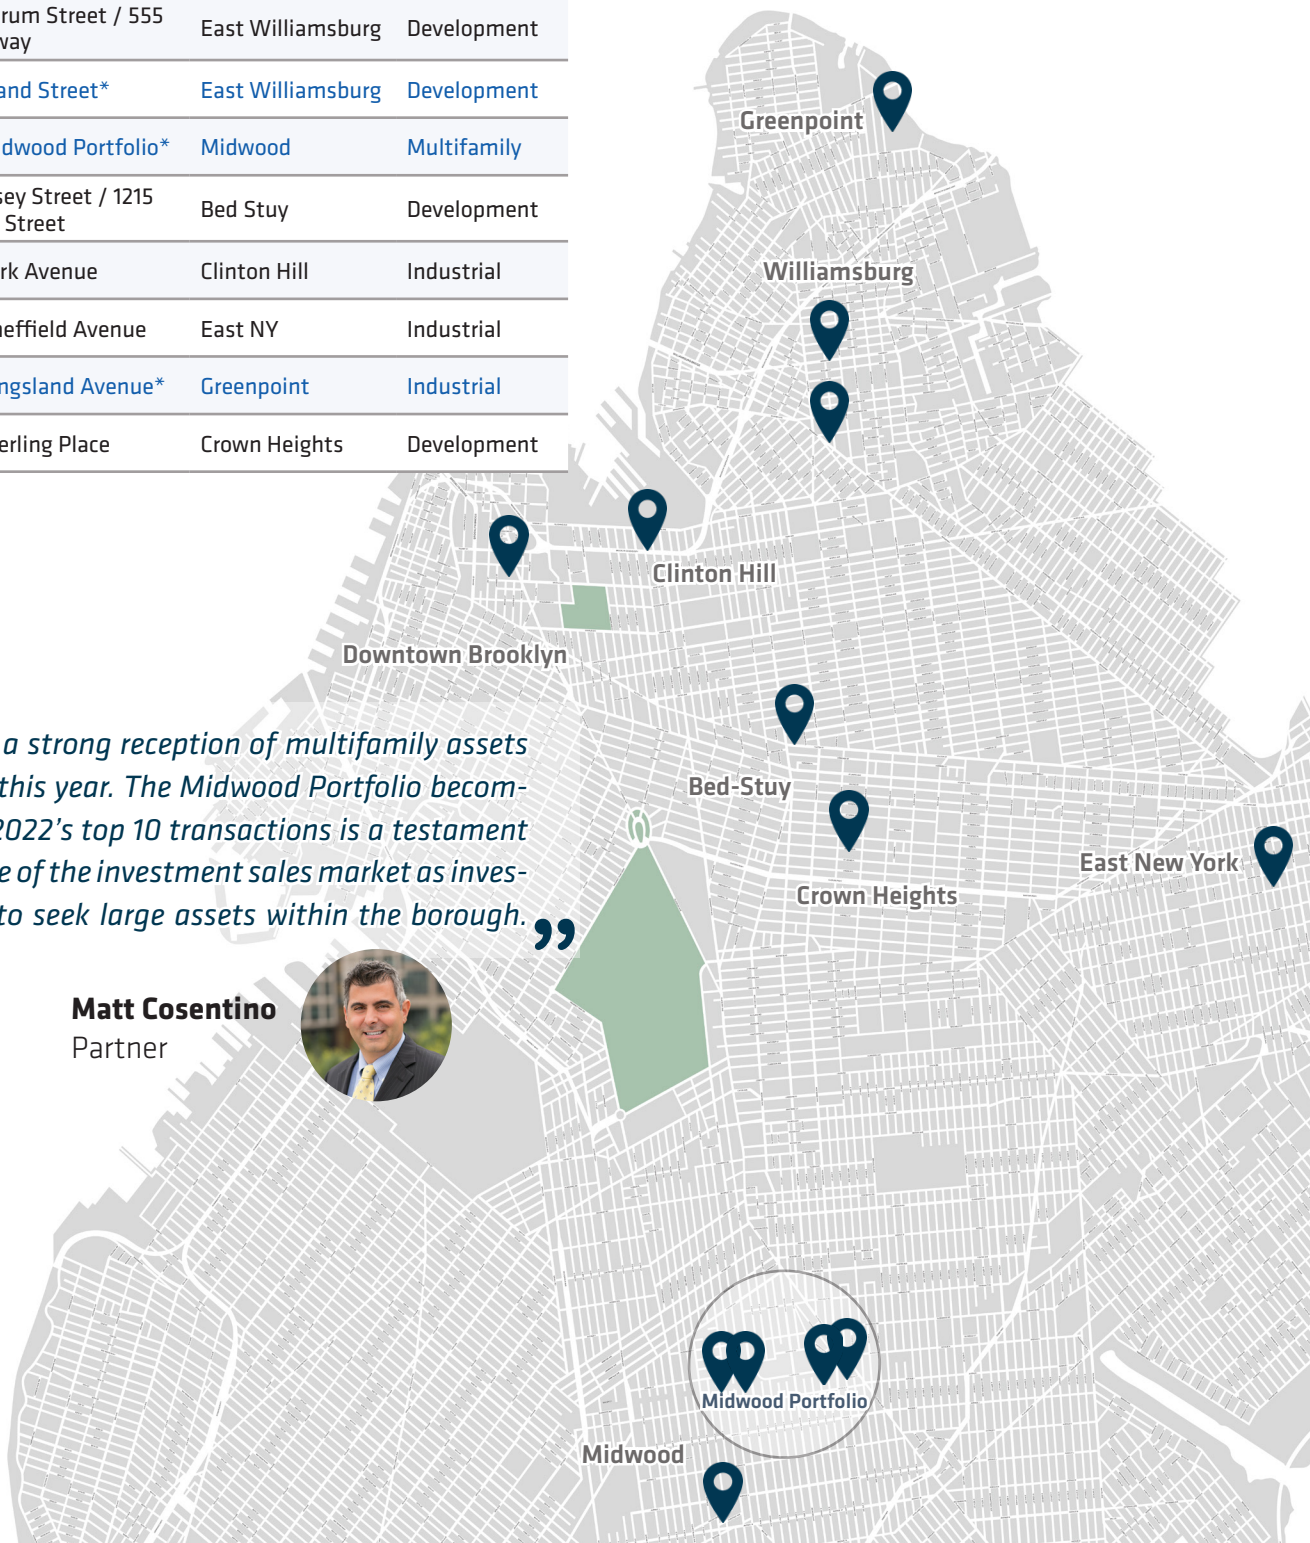 rum Street / 555
way
East Williamsburg
Development
and Street*
East Williamsburg
Development
dwood Portfolio*
Midwood
Multifamily
sey Street / 1215
Street
Bed Stuy
Development
rk Avenue
Clinton Hill
Industrial
heffield Avenue
East NY
Industrial
ngsland Avenue*
Greenpoint
Industrial
erling Place
Crown Heights
Development
Greenpoint
Williamsburg
Clinton Hill
Downtown Brooklyn
Bed-Stuy
Crown Heights
East New York
a strong reception of multifamily assets
this year. The Midwood Portfolio becom-
2022’s top 10 transactions is a testament
e of the investment sales market as inves-
to seek large assets within the borough.”
Matt Cosentino
Partner
Midwood Portfolio
Midwood